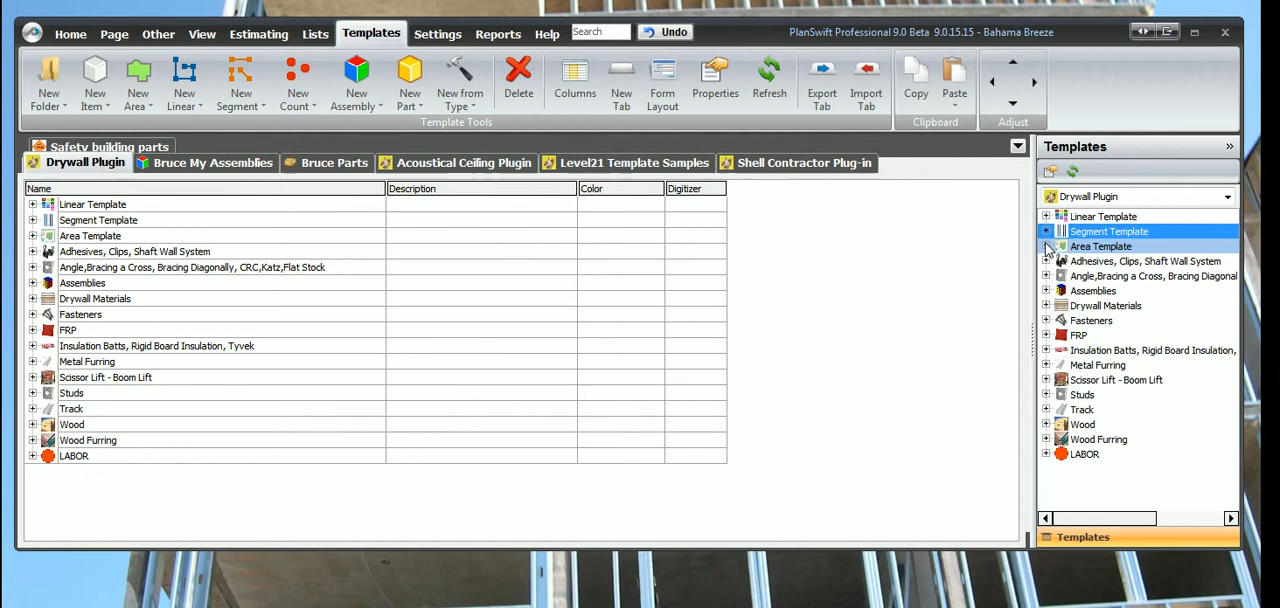 Home Page Other View Estimating Lists Templates Settings Reports Help Search Undo PlanSwift Professional 9.0 Beta 9.0.15.15 - Bahama Breeze
New Folder New Item New Area New Linear New Segment New Count New Assembly New Part New from Type Delete Columns New Tab Form Layout Properties Refresh Export Tab Import Tab Copy Paste
Template Tools Clipboard Adjust
Safety building parts
Drywall Plugin Bruce My Assemblies Bruce Parts Acoustical Ceiling Plugin Level21 Template Samples Shell Contractor Plug-in
Name Description Color Digitizer
Linear Template
Segment Template
Area Template
Adhesives, Clips, Shaft Wall System
Angle,Bracing a Cross, Bracing Diagonally, CRC,Katz,Flat Stock
Assemblies
Drywall Materials
Fasteners
FRP
Insulation Batts, Rigid Board Insulation, Tyvek
Metal Furring
Scissor Lift - Boom Lift
Studs
Track
Wood
Wood Furring
LABOR
Templates »
Drywall Plugin
Linear Template
Segment Template
Area Template
Adhesives, Clips, Shaft Wall System
Angle,Bracing a Cross, Bracing Diagonal
Assemblies
Drywall Materials
Fasteners
FRP
Insulation Batts, Rigid Board Insulation,
Metal Furring
Scissor Lift - Boom Lift
Studs
Track
Wood
Wood Furring
LABOR
Templates